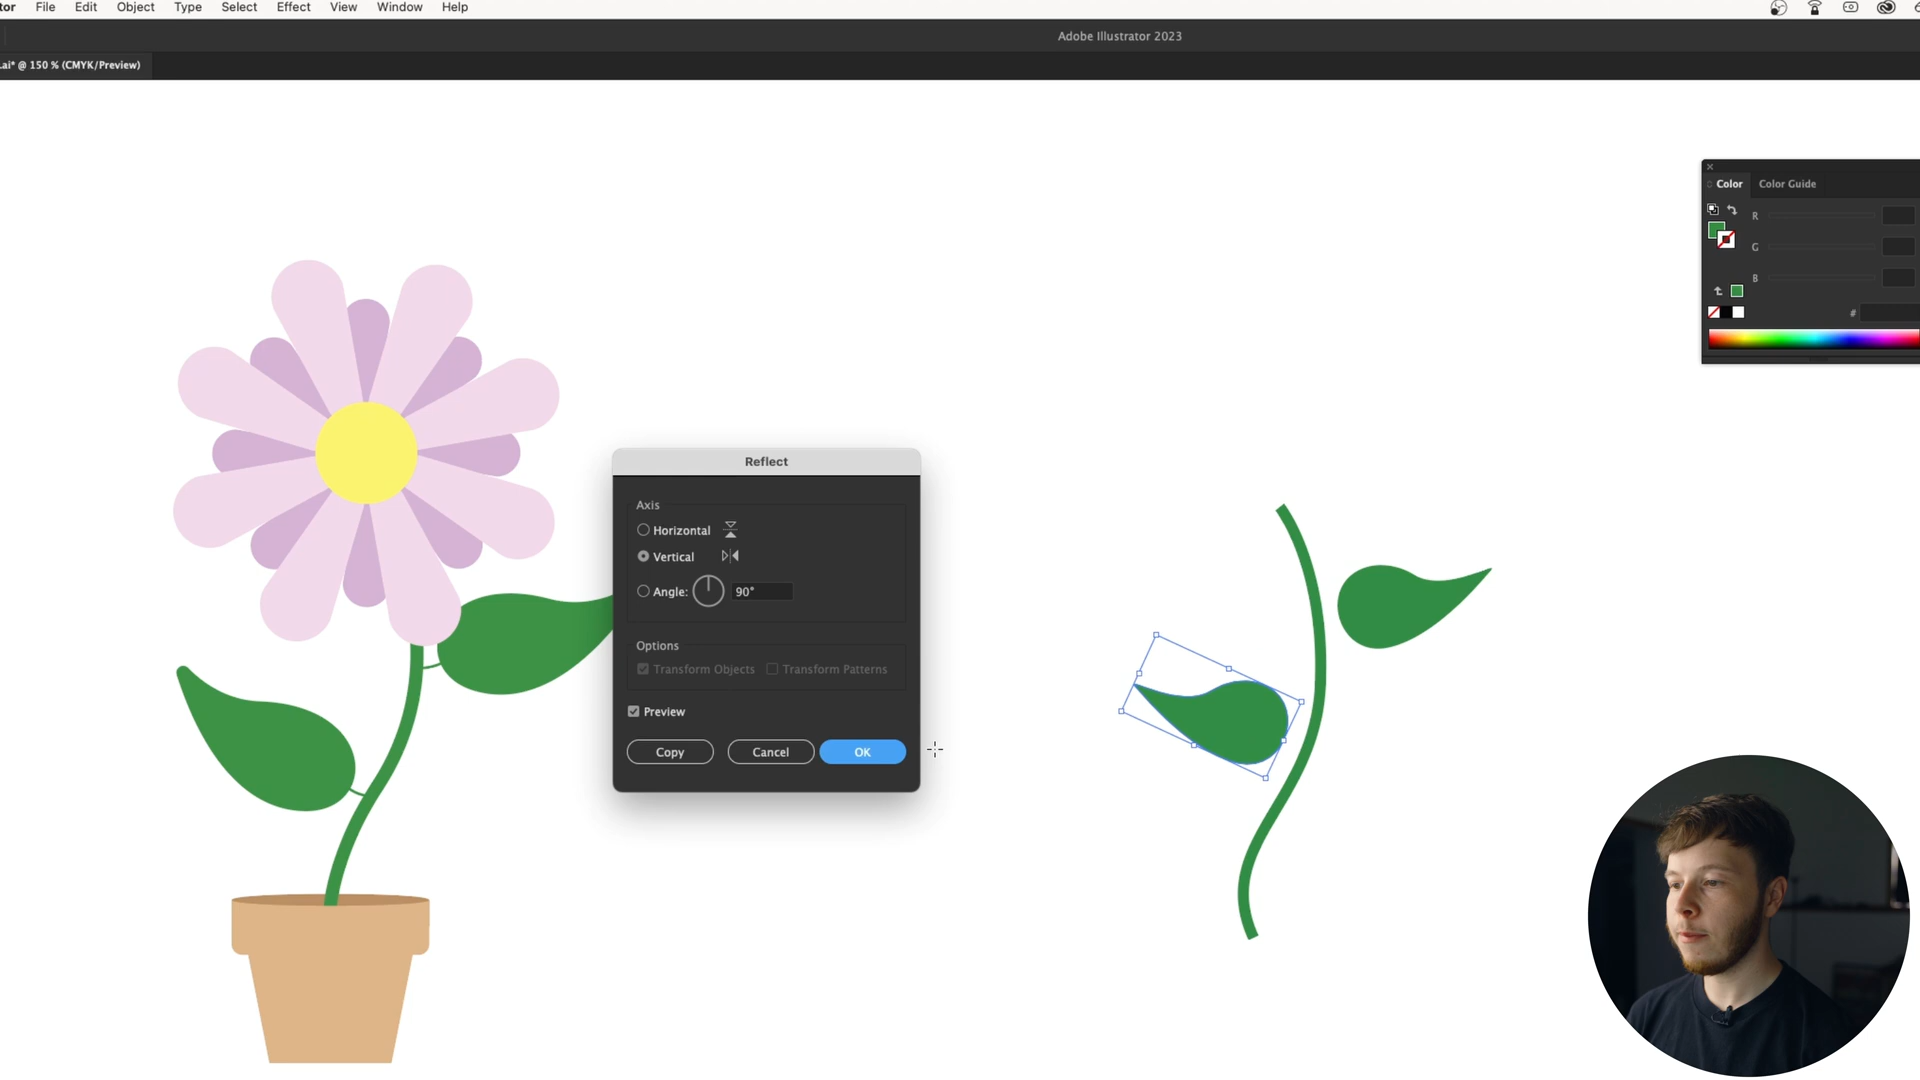 tor File Edit Object Type Select Effect View Window Help
Adobe Illustrator 2023
.ai* @ 150 % (CMYK/Preview)
Color Color Guide
R
G
B
#
Reflect
Axis
Horizontal
Vertical
Angle: 90°
Options
Transform Objects Transform Patterns
Preview
Copy Cancel OK